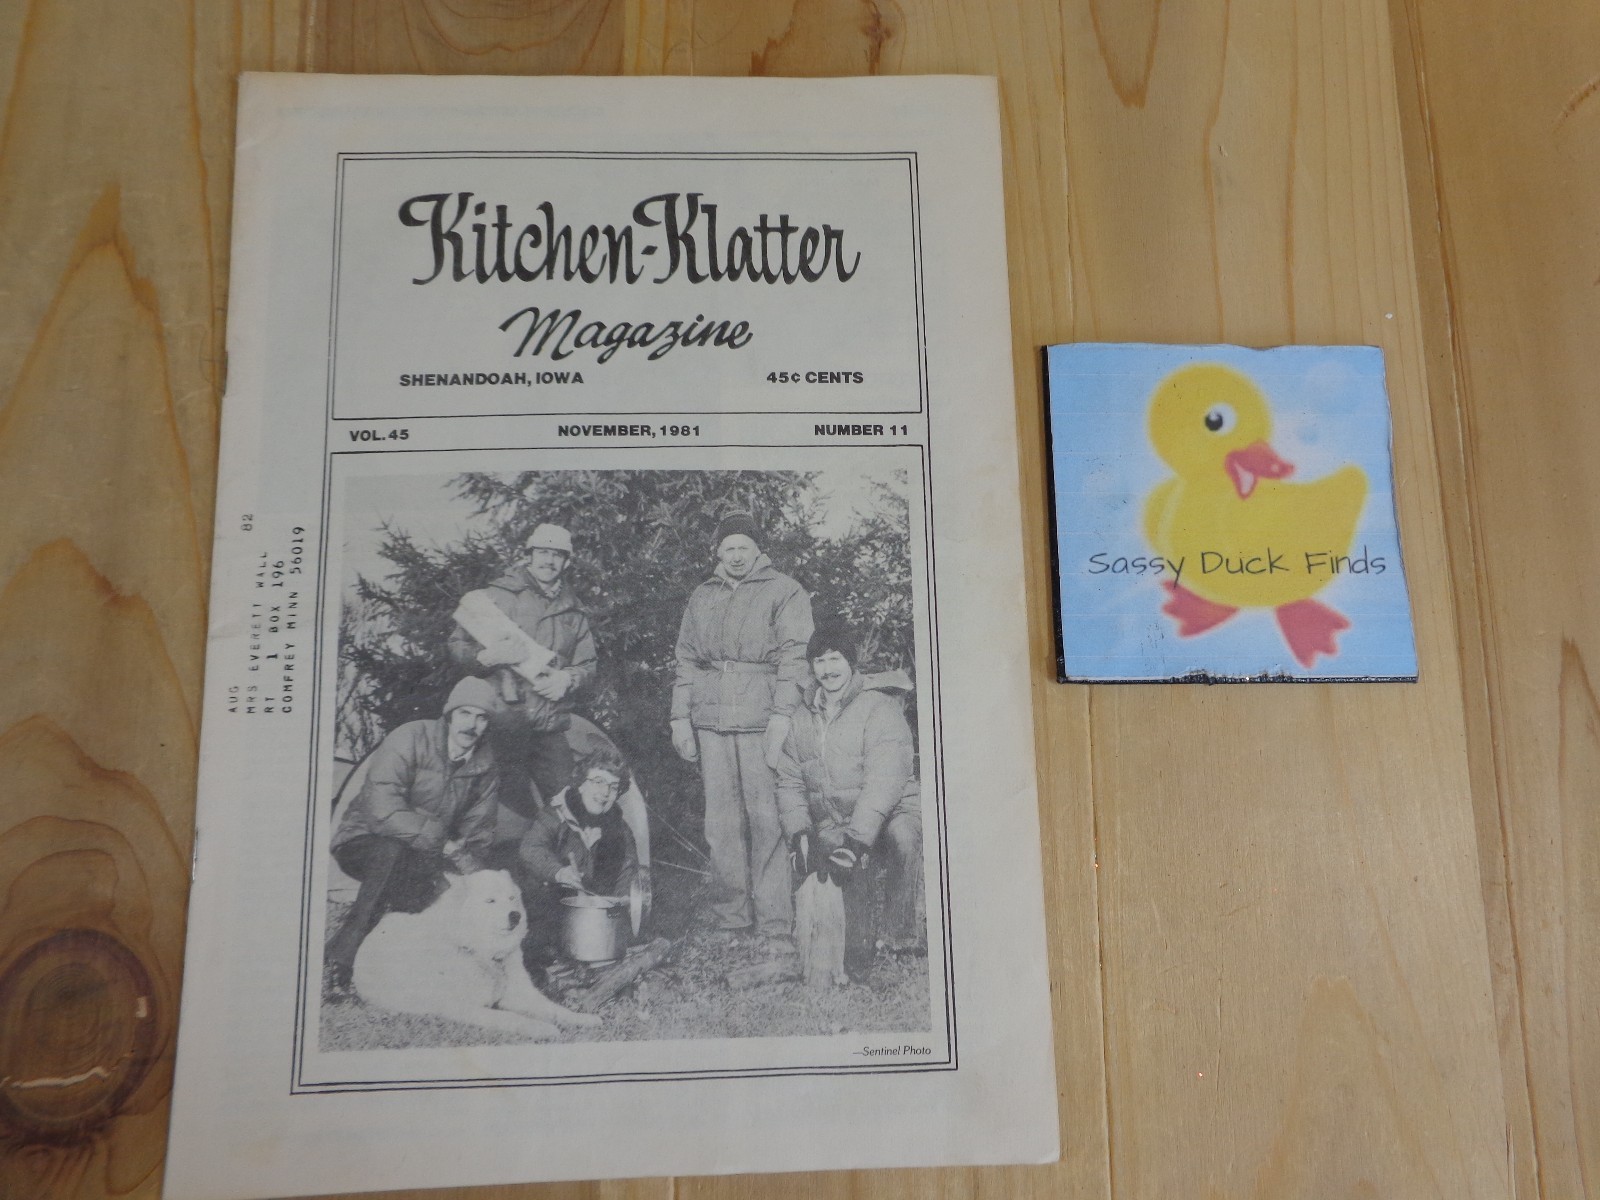 Kitchen-Klatter
Magazine
SHENANDOAH, IOWA
45¢ CENTS
VOL. 45
NOVEMBER, 1981
NUMBER 11
AUG 82
MRS EVERETT WALL
RT 1 BOX 196
COMFREY MINN 56019
—Sentinel Photo
Sassy Duck Finds